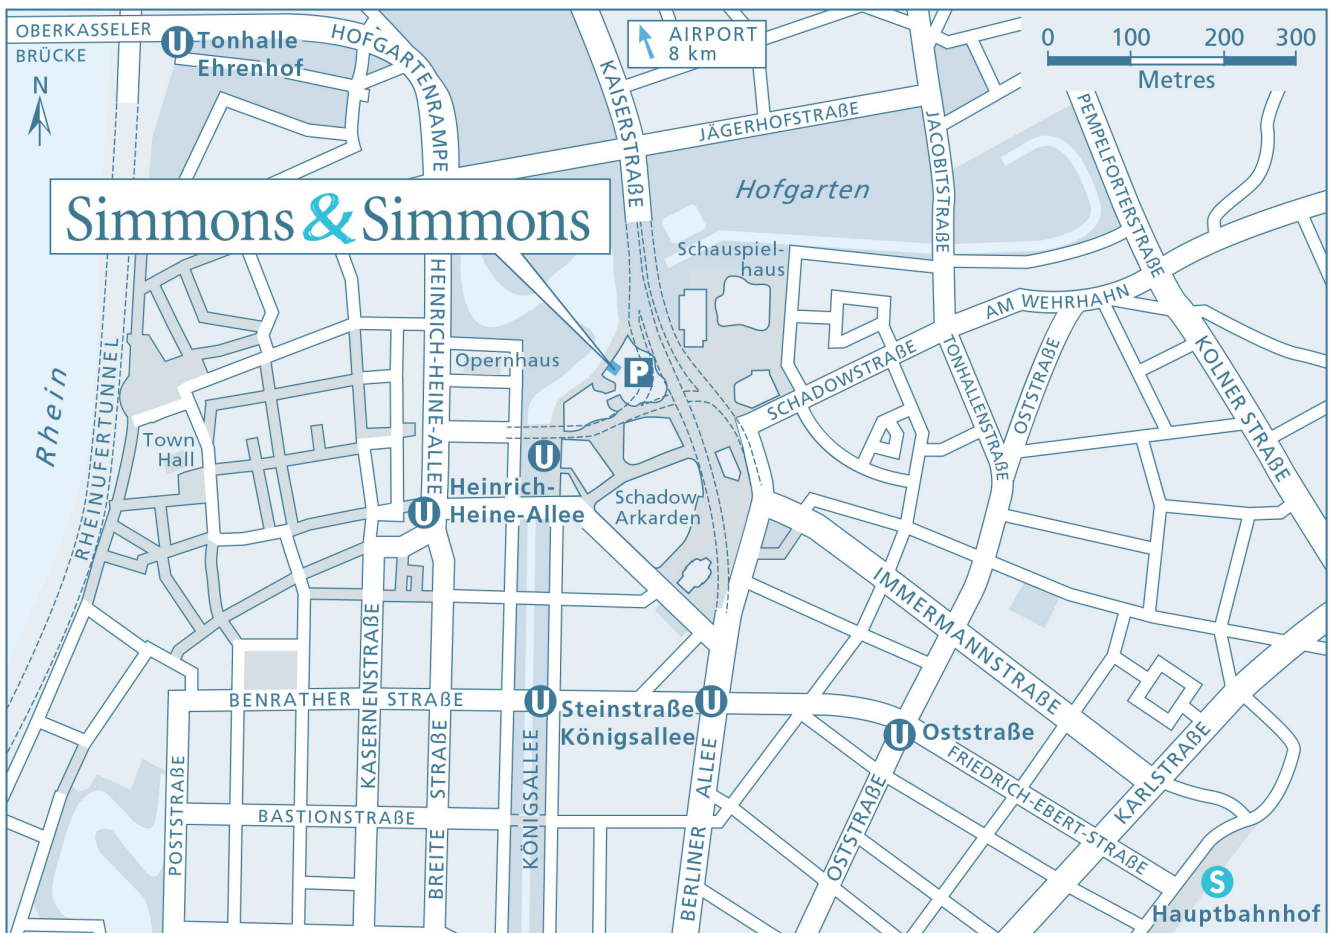 OBERKASSELER
BRÜCKE
U Tonhalle
Ehrenhof
HOFGARTENRAMPE
KAISERSTRAßE
AIRPORT
8 km
0 100 200 300
Metres
N
JÄGERHOFSTRAßE
JACOBITSTRAßE
PEMPELFORTERSTRAßE
Hofgarten
Simmons & Simmons
Schauspiel-
haus
HEINRICH-HEINE-ALLEE
AM WEHRHAHN
Rhein
RHEINUFERTUNNEL
Opernhaus
P
SCHADOWSTRAßE
TONHALLENSTRAßE
OSTSTRAßE
KOLNER STRAßE
Town
Hall
U
Heinrich-
Heine-Allee
U
Schadow
Arkarden
IMMERMANNSTRAßE
KASERNENSTRAßE
BENRATHER STRAßE
U Steinstraße U
Königsallee
U Oststraße
POSTSTRAßE
BREITE STRAßE
KÖNIGSALLEE
BERLINER ALLEE
OSTSTRAßE
FRIEDRICH-EBERT-STRAßE
KARLSTRAßE
BASTIONSTRAßE
S
Hauptbahnhof